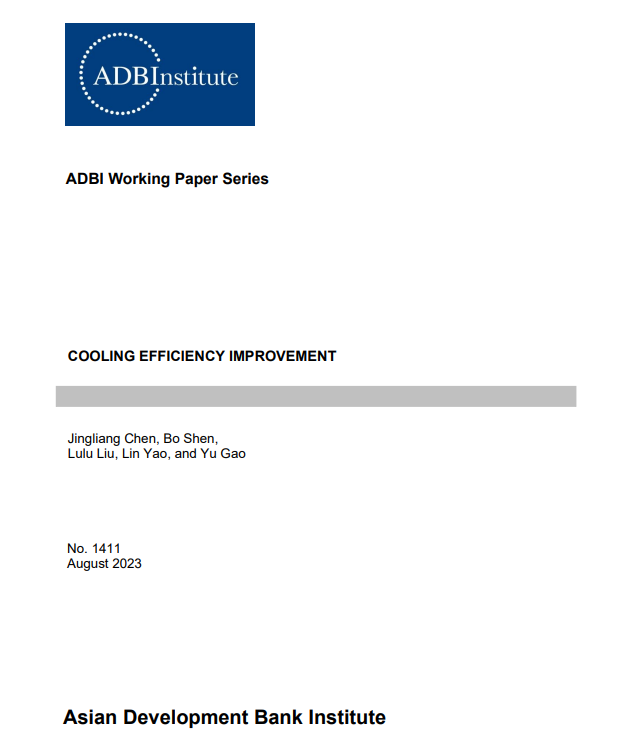 ADBInstitute
ADBI Working Paper Series
COOLING EFFICIENCY IMPROVEMENT
Jingliang Chen, Bo Shen,
Lulu Liu, Lin Yao, and Yu Gao
No. 1411
August 2023
Asian Development Bank Institute